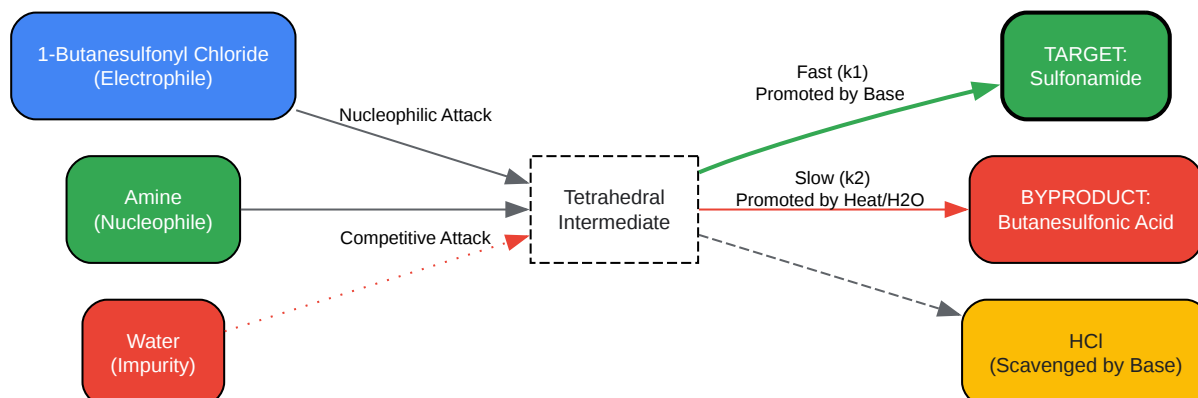 1-Butanesulfonyl Chloride
(Electrophile)
Nucleophilic Attack
Amine
(Nucleophile)
Competitive Attack
Water
(Impurity)
Tetrahedral
Intermediate
Fast (k1)
Promoted by Base
TARGET:
Sulfonamide
Slow (k2)
Promoted by Heat/H2O
BYPRODUCT:
Butanesulfonic Acid
HCl
(Scavenged by Base)